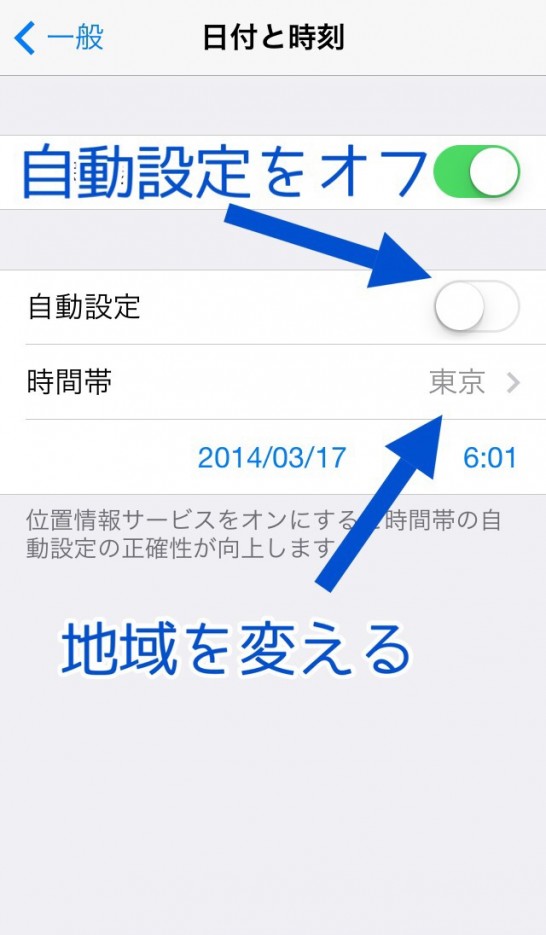 一般
日付と時刻
自動設定をオフ
自動設定
時間帯 東京
2014/03/17 6:01
位置情報サービスをオンにする 時間帯の自
動設定の正確性が向上します
地域を変える